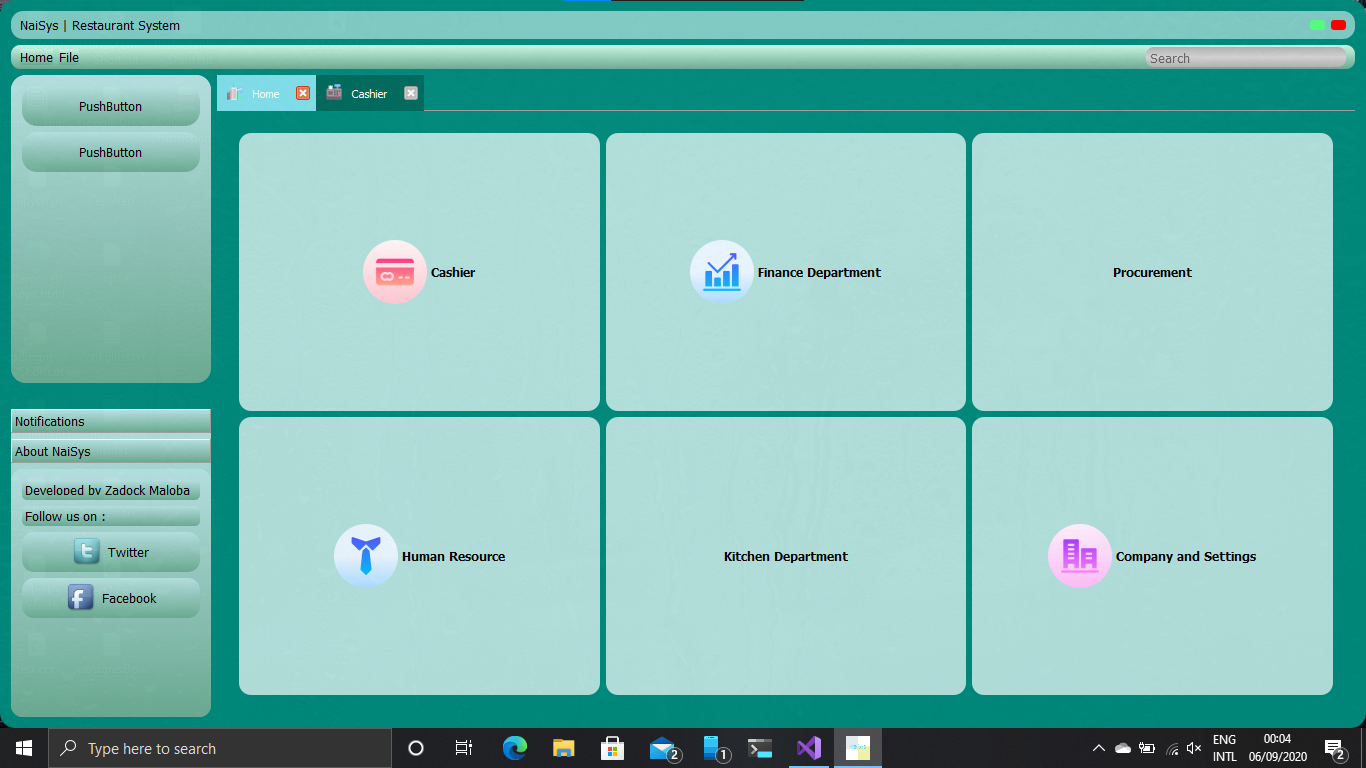 NaiSys | Restaurant System
Home File
Search
PushButton
PushButton
Home
Cashier
Cashier
Finance Department
Procurement
Human Resource
Kitchen Department
Company and Settings
Notifications
About NaiSys
Developed by Zadock Maloba
Follow us on :
Twitter
Facebook
Type here to search
2
1
ENG
INTL
00:04
06/09/2020
2